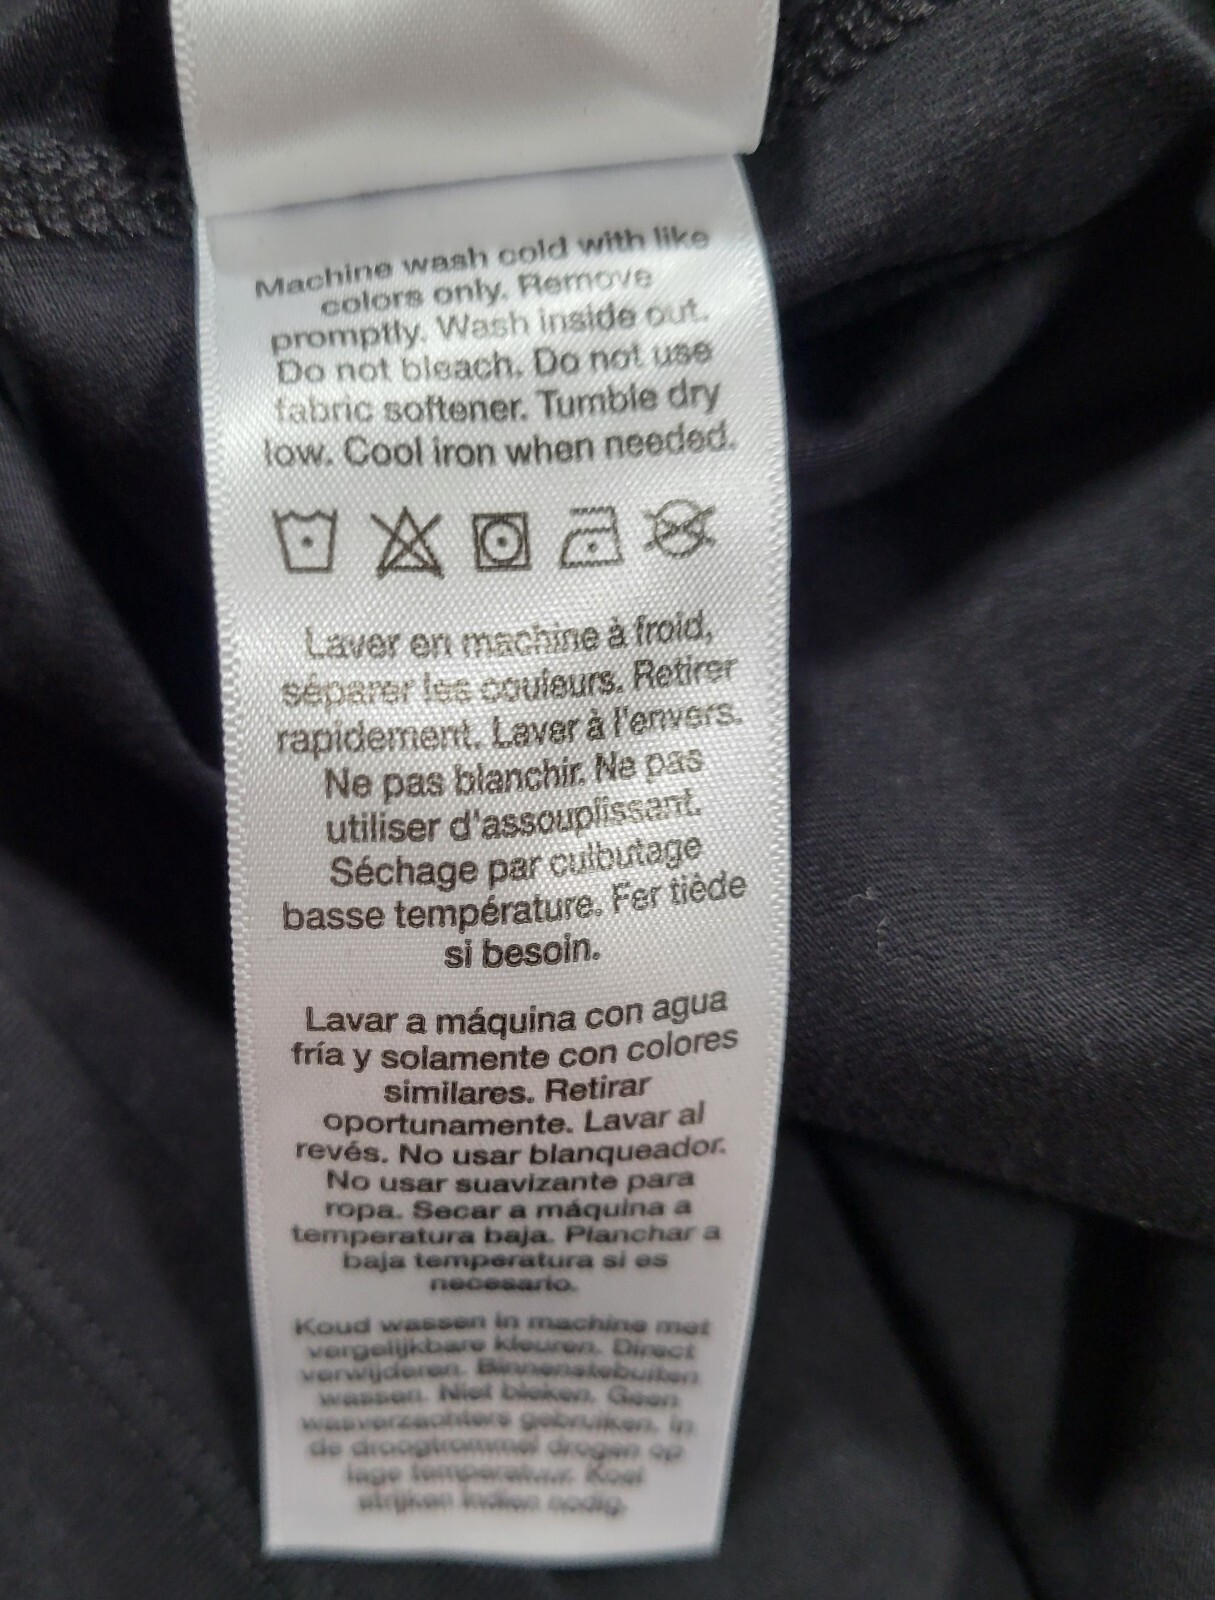 Machine wash cold with like
colors only. Remove
promptly. Wash inside out.
Do not bleach. Do not use
fabric softener. Tumble dry
low. Cool iron when needed.
Laver en machine à froid,
séparer les couleurs. Retirer
rapidement. Laver à l'envers.
Ne pas blanchir. Ne pas
utiliser d'assouplissant.
Séchage par culbutage
basse température. Fer tiède
si besoin.
Lavar a máquina con agua
fría y solamente con colores
similares. Retirar
oportunamente. Lavar al
revés. No usar blanqueador.
No usar suavizante para
ropa. Secar a máquina a
temperatura baja. Planchar a
baja temperatura si es
necesario.
Koud wassen in machine met
vergelijkbare kleuren. Direct
verwijderen. Binnenstebuiten
wassen. Niet bleken. Geen
wasverzachters gebruiken. In
de droogtrommel drogen op
lage temperatuur. Koel
strijken indien nodig.